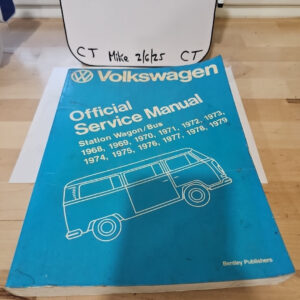 CT Mike 2/6/25 CT
Volkswagen
Official
Service Manual
Station Wagon/Bus
1968, 1969, 1970, 1971, 1972, 1973,
1974, 1975, 1976, 1977, 1978, 1979
Bentley Publishers